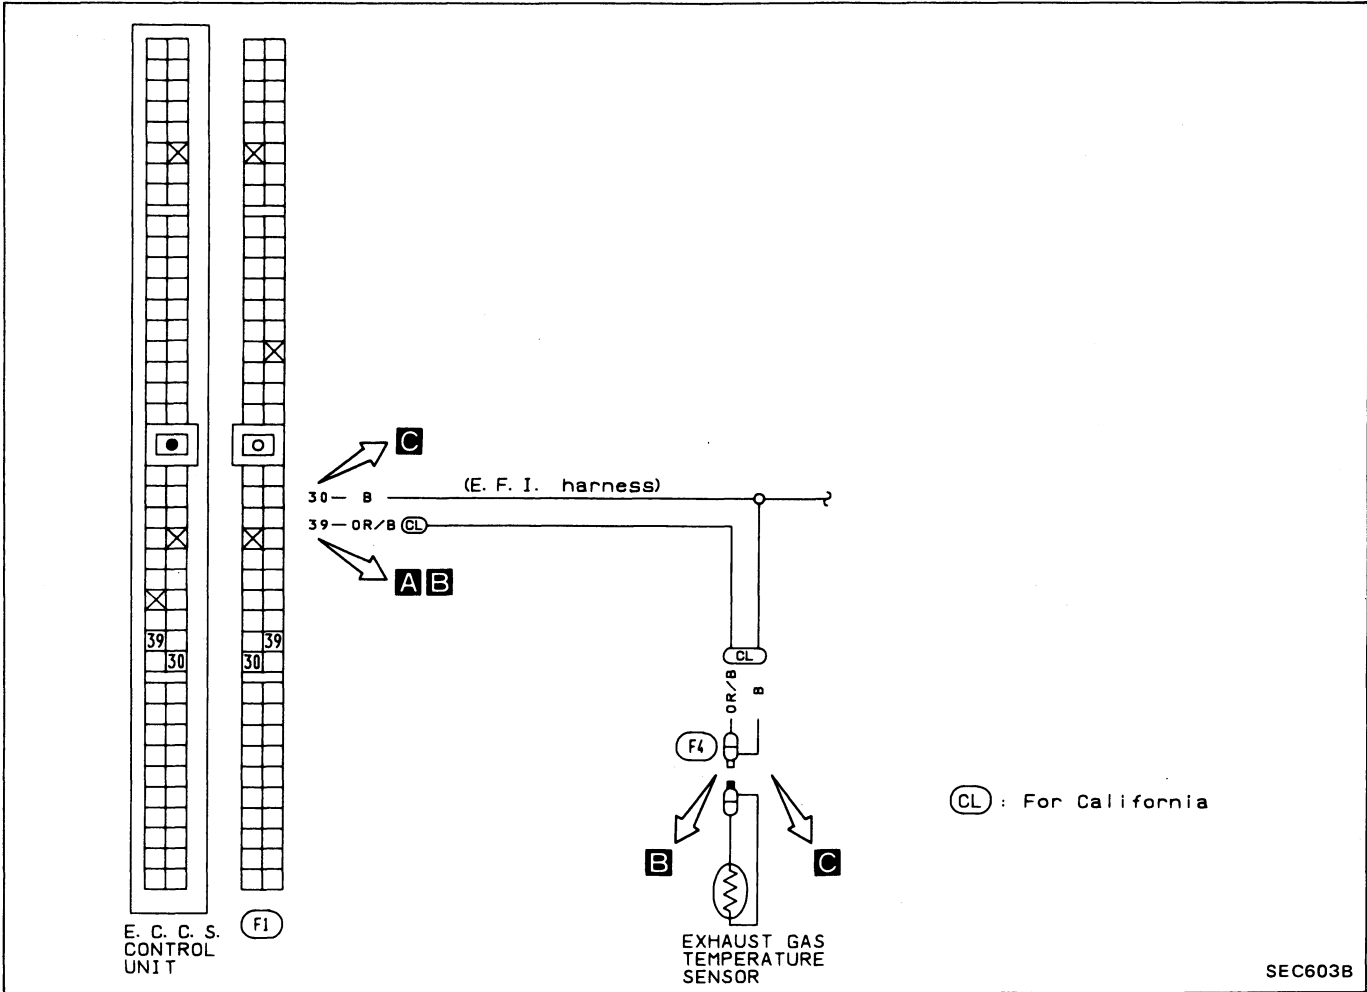 C
(E. F. I. harness)
30— B
39—OR/B CL
A B
39
39
30
30
CL
OR/B
B
F4
CL : For California
B
C
F1
E. C. C. S.
CONTROL
UNIT
EXHAUST GAS
TEMPERATURE
SENSOR
SEC603B